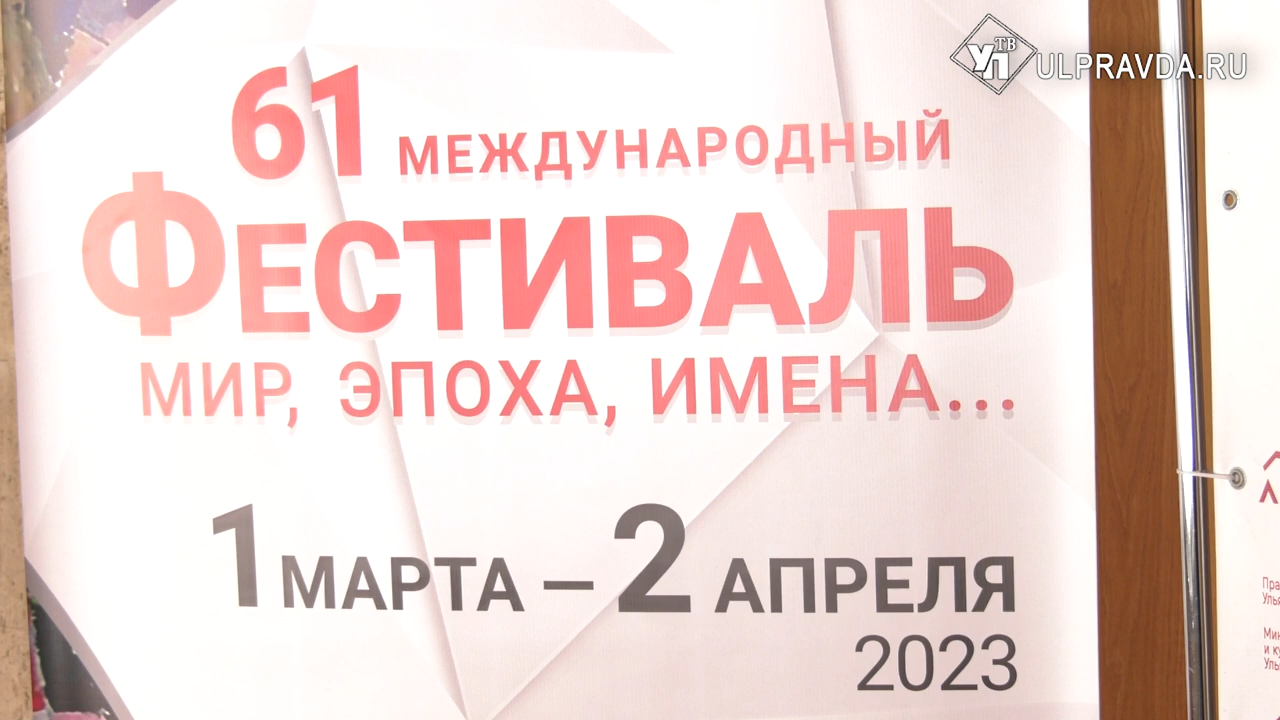 УП ТВ ULPRAVDA.RU
61 МЕЖДУНАРОДНЫЙ
ФЕСТИВАЛЬ
МИР, ЭПОХА, ИМЕНА...
1 МАРТА – 2 АПРЕЛЯ
2023